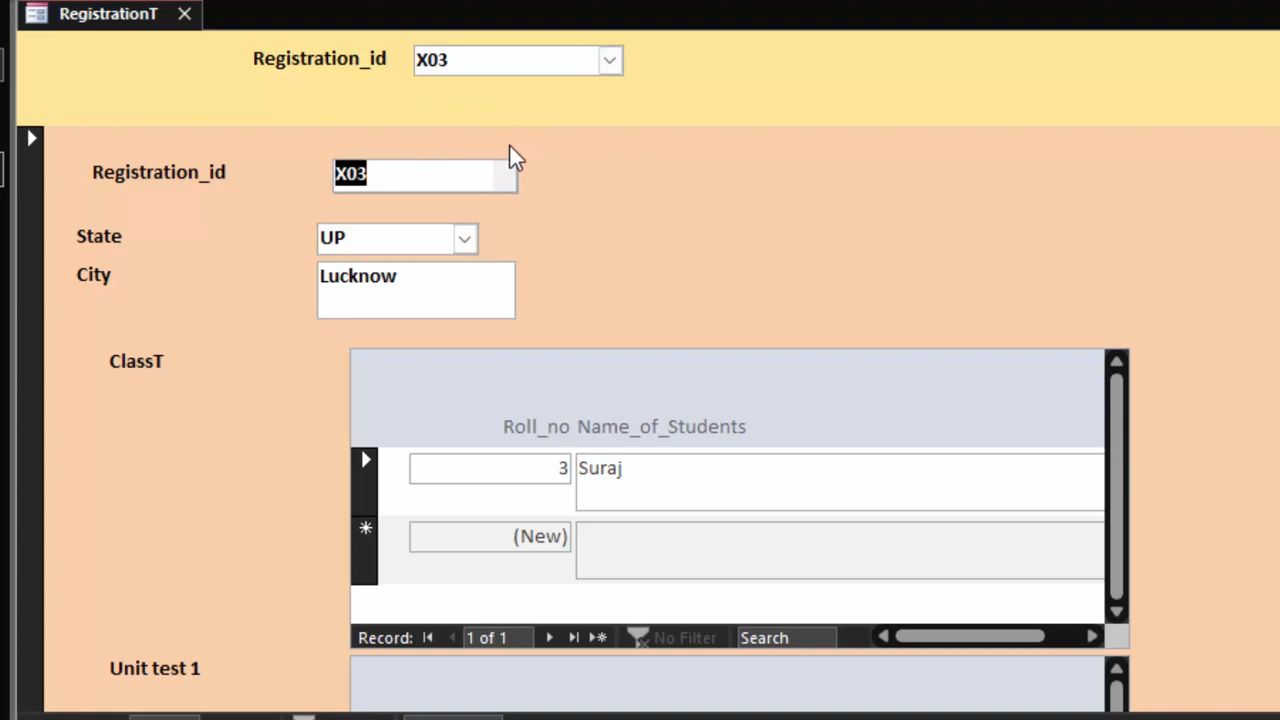 RegistrationT
Registration_id X03
Registration_id X03
State UP
City Lucknow
ClassT
Roll_no Name_of_Students
3 Suraj
(New)
Record: 1 of 1 No Filter Search
Unit test 1